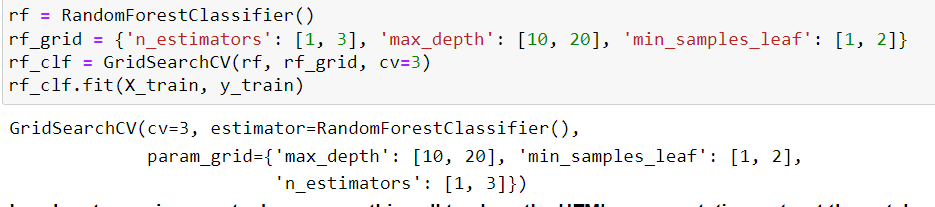 rf = RandomForestClassifier()
rf_grid = {'n_estimators': [1, 3], 'max_depth': [10, 20], 'min_samples_leaf': [1, 2]}
rf_clf = GridSearchCV(rf, rf_grid, cv=3)
rf_clf.fit(X_train, y_train)
GridSearchCV(cv=3, estimator=RandomForestClassifier(),
param_grid={'max_depth': [10, 20], 'min_samples_leaf': [1, 2],
'n_estimators': [1, 3]})